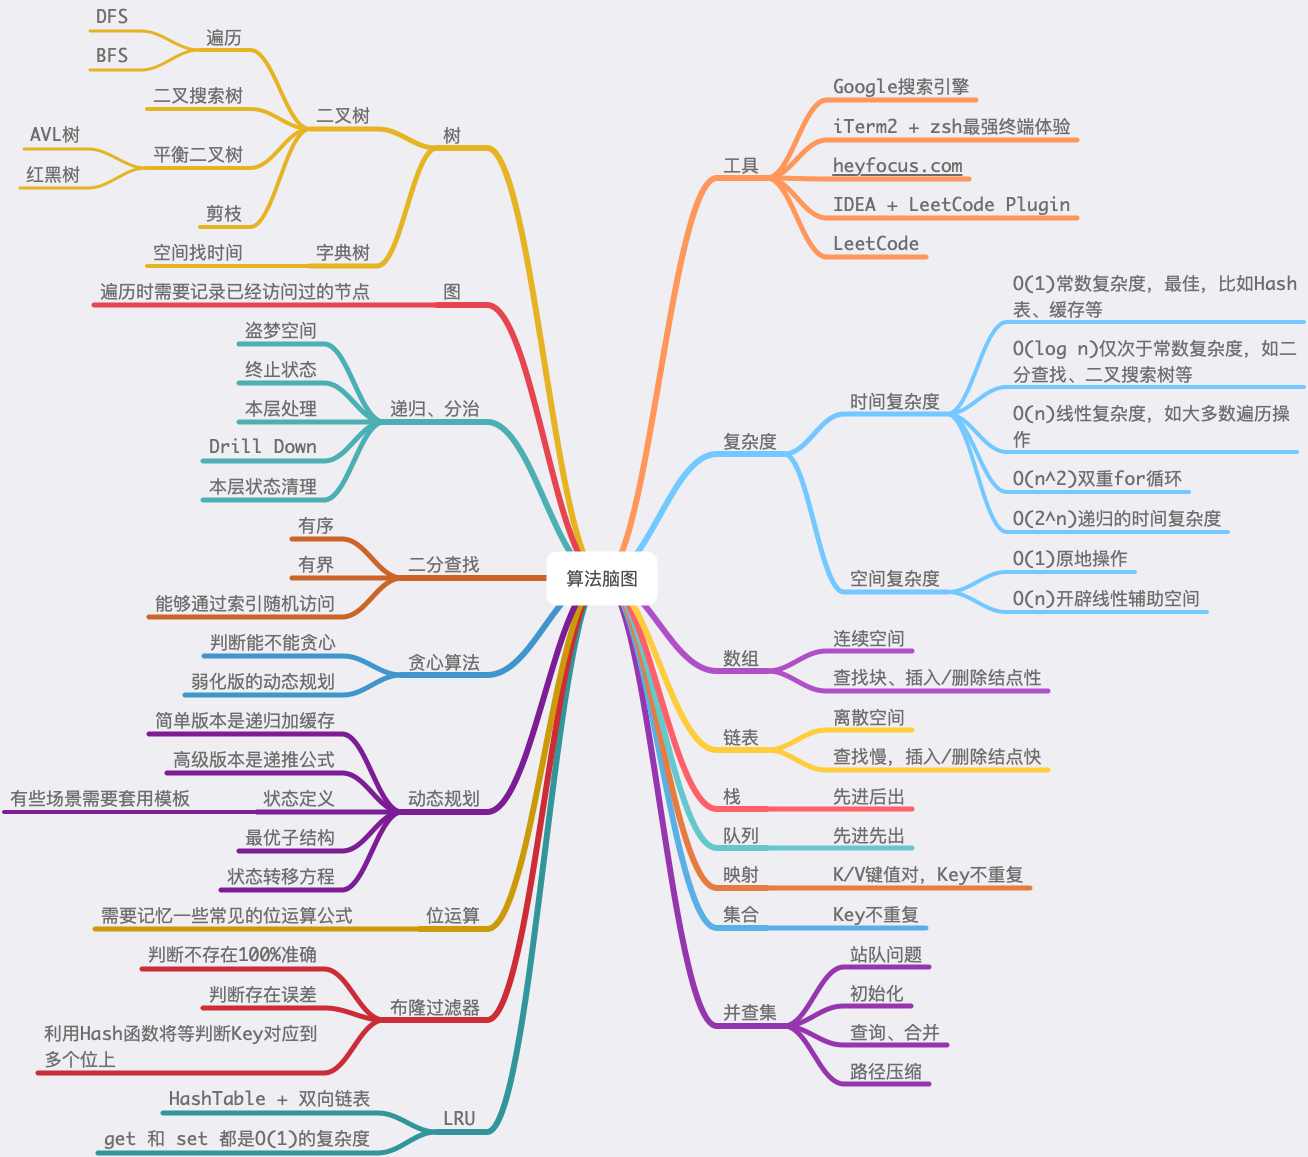 算法脑图
工具
Google搜索引擎
iTerm2 + zsh最强终端体验
heyfocus.com
IDEA + LeetCode Plugin
LeetCode
复杂度
时间复杂度
O(1)常数复杂度，最佳，比如Hash
表、缓存等
O(log n)仅次于常数复杂度，如二
分查找、二叉搜索树等
O(n)线性复杂度，如大多数遍历操
作
O(n^2)双重for循环
O(2^n)递归的时间复杂度
空间复杂度
O(1)原地操作
O(n)开辟线性辅助空间
数组
连续空间
查找块、插入/删除结点性
链表
离散空间
查找慢，插入/删除结点快
栈
先进后出
队列
先进先出
映射
K/V键值对，Key不重复
集合
Key不重复
并查集
站队问题
初始化
查询、合并
路径压缩
树
二叉树
遍历
DFS
BFS
二叉搜索树
平衡二叉树
AVL树
红黑树
剪枝
字典树
空间找时间
图
遍历时需要记录已经访问过的节点
递归、分治
盗梦空间
终止状态
本层处理
Drill Down
本层状态清理
二分查找
有序
有界
能够通过索引随机访问
贪心算法
判断能不能贪心
弱化版的动态规划
动态规划
简单版本是递归加缓存
高级版本是递推公式
状态定义
有些场景需要套用模板
最优子结构
状态转移方程
位运算
需要记忆一些常见的位运算公式
布隆过滤器
判断不存在100%准确
判断存在误差
利用Hash函数将等判断Key对应到
多个位上
LRU
HashTable + 双向链表
get 和 set 都是O(1)的复杂度